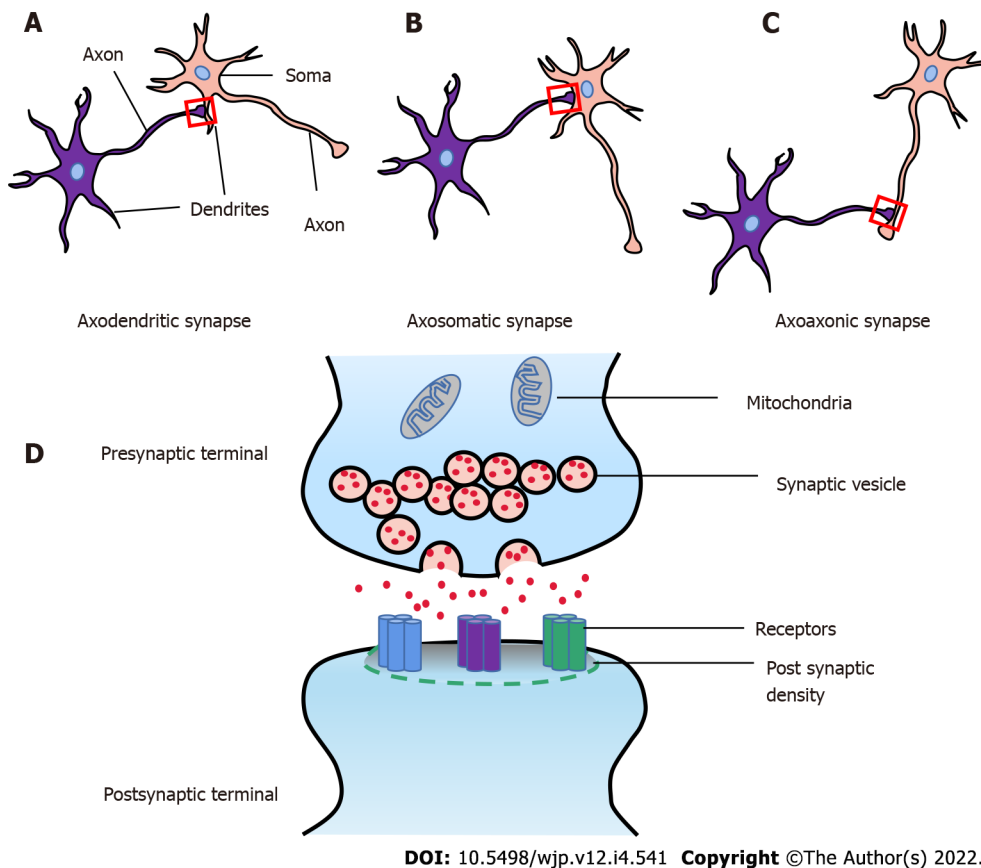 A
B
C
Axon
Soma
Dendrites
Axon
Axodendritic synapse
Axosomatic synapse
Axoaxonic synapse
D
Mitochondria
Presynaptic terminal
Synaptic vesicle
Receptors
Post synaptic
density
Postsynaptic terminal
DOI: 10.5498/wjp.v12.i4.541 Copyright ©The Author(s) 2022.